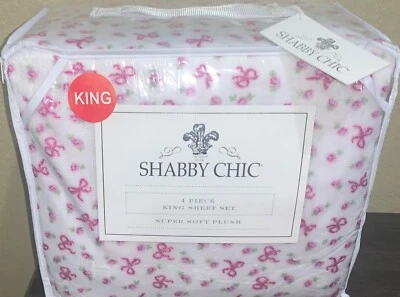 SHABBY CHIC
KING
SHABBY CHIC
4 PIECE
KING SHEET SET
SUPER SOFT PLUSH